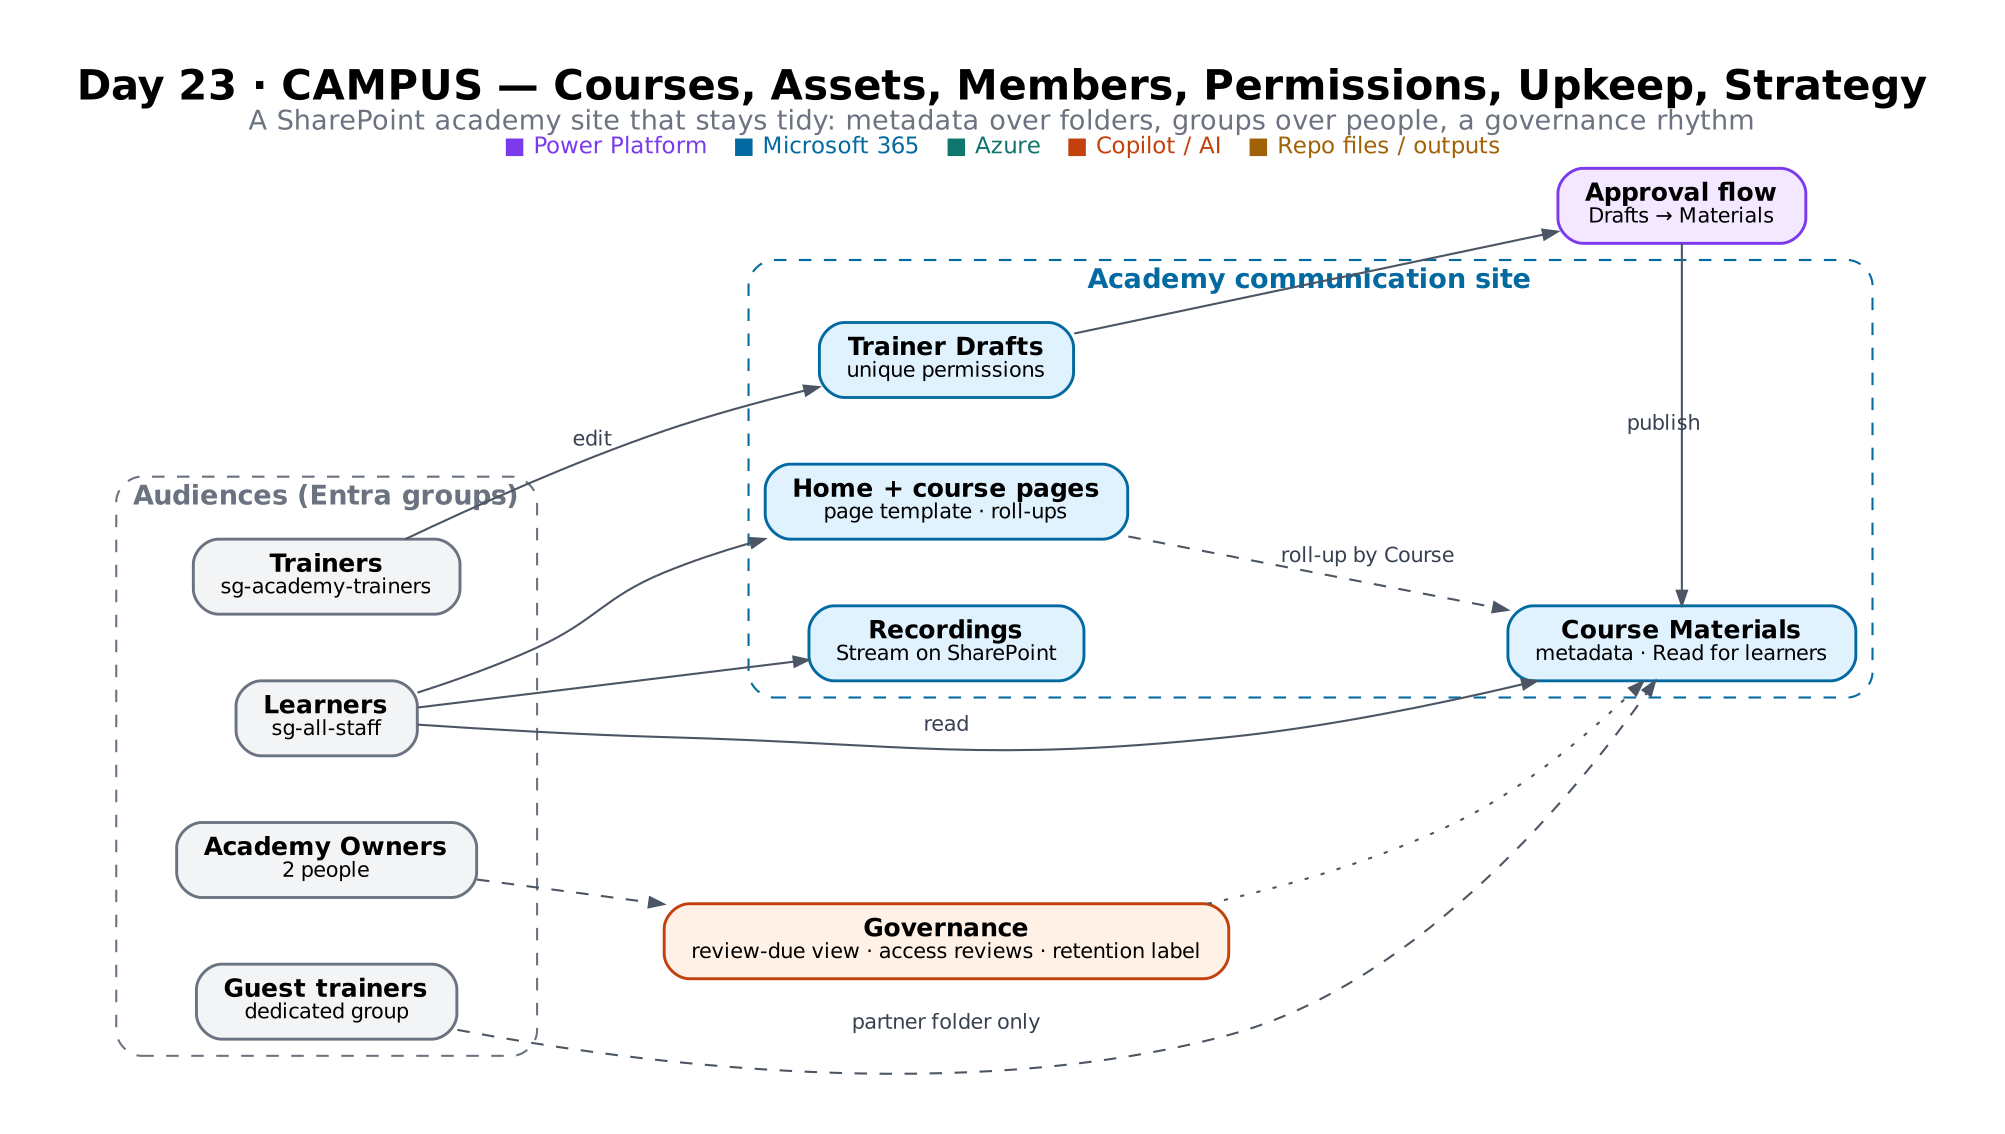 Day 23 · CAMPUS — Courses, Assets, Members, Permissions, Upkeep, Strategy
A SharePoint academy site that stays tidy: metadata over folders, groups over people, a governance rhythm
■ Power Platform ■ Microsoft 365 ■ Azure ■ Copilot / AI ■ Repo files / outputs
Approval flow
Drafts → Materials
Academy communication site
Trainer Drafts
unique permissions
publish
edit
Home + course pages
page template · roll-ups
Audiences (Entra groups)
roll-up by Course
Trainers
sg-academy-trainers
Recordings
Stream on SharePoint
Course Materials
metadata · Read for learners
Learners
sg-all-staff
read
Academy Owners
2 people
Governance
review-due view · access reviews · retention label
Guest trainers
dedicated group
partner folder only